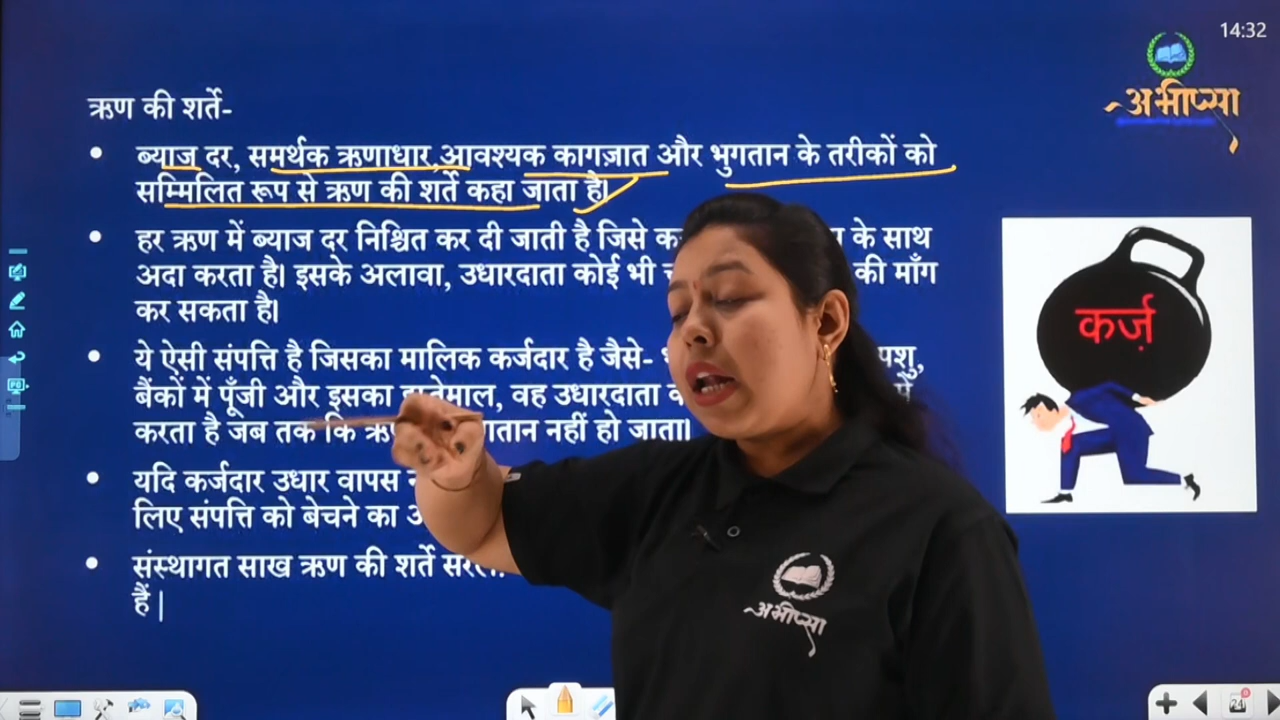 14:32
अभीप्सा
ऋण की शर्ते-
ब्याज दर, समर्थक ऋणाधार,आवश्यक कागज़ात और भुगतान के तरीकों को
सम्मिलित रूप से ऋण की शर्ते कहा जाता है।
हर ऋण में ब्याज दर निश्चित कर दी जाती है जिसे के साथ
अदा करता है। इसके अलावा, उधारदाता कोई भी की माँग
कर सकता है।
ये ऐसी संपत्ति है जिसका मालिक कर्जदार है जैसे- पशु,
बैंकों में पूँजी और इसका वह उधारदाता में
करता है जब तक कि नहीं हो जाता।
यदि कर्जदार उधार वापस
लिए संपत्ति को बेचने का
संस्थागत साख ऋण की शर्ते
हैं |
कर्ज़
अभीप्सा
24